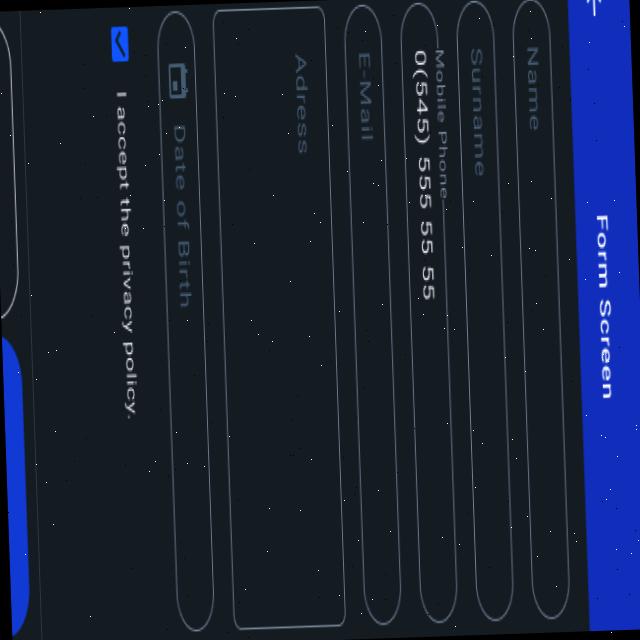 Form Screen
Name
Surname
Mobile Phone
0(545) 555 55 55
E-Mail
Adress
Date of Birth
I accept the privacy policy.